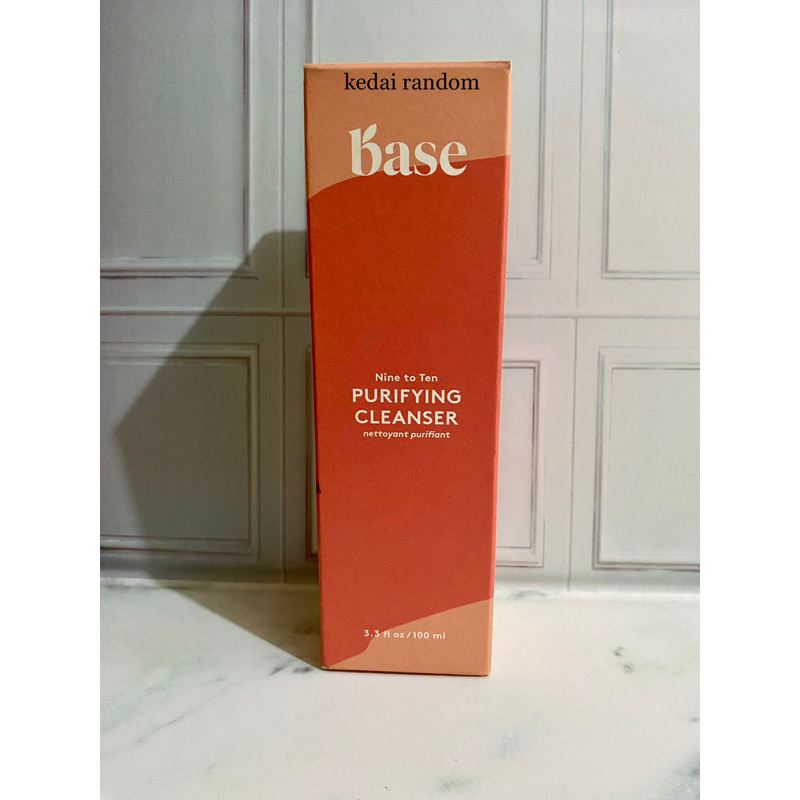 kedai random
base
Nine to Ten
PURIFYING
CLEANSER
nettoyant purifiant
3.3 fl oz/100 ml